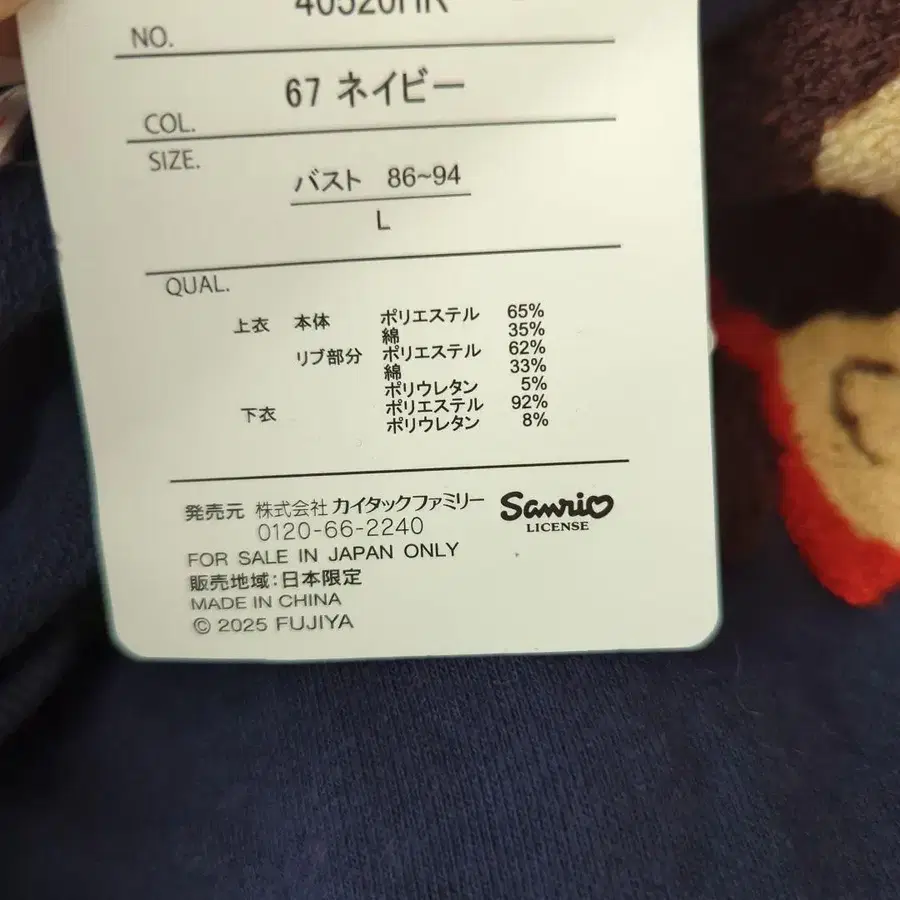 NO.
COL. 67 ネイビー
SIZE.
バスト 86~94
L
QUAL.
上衣 本体 ポリエステル 65%
綿 35%
リブ部分 ポリエステル 62%
綿 33%
ポリウレタン 5%
下衣 ポリエステル 92%
ポリウレタン 8%
発売元 株式会社 カイタックファミリー
0120-66-2240
Sanrio
LICENSE
FOR SALE IN JAPAN ONLY
販売地域:日本限定
MADE IN CHINA
© 2025 FUJIYA